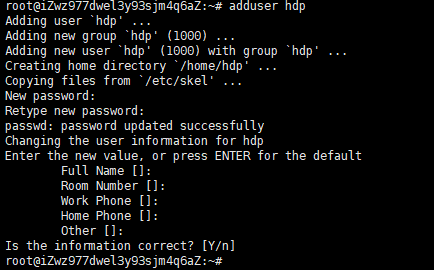 root@iZwz977dwel3y93sjm4q6aZ:~# adduser hdp
Adding user `hdp' ...
Adding new group `hdp' (1000) ...
Adding new user `hdp' (1000) with group `hdp' ...
Creating home directory `/home/hdp' ...
Copying files from `/etc/skel' ...
New password:
Retype new password:
passwd: password updated successfully
Changing the user information for hdp
Enter the new value, or press ENTER for the default
        Full Name []:
        Room Number []:
        Work Phone []:
        Home Phone []:
        Other []:
Is the information correct? [Y/n]
root@iZwz977dwel3y93sjm4q6aZ:~#